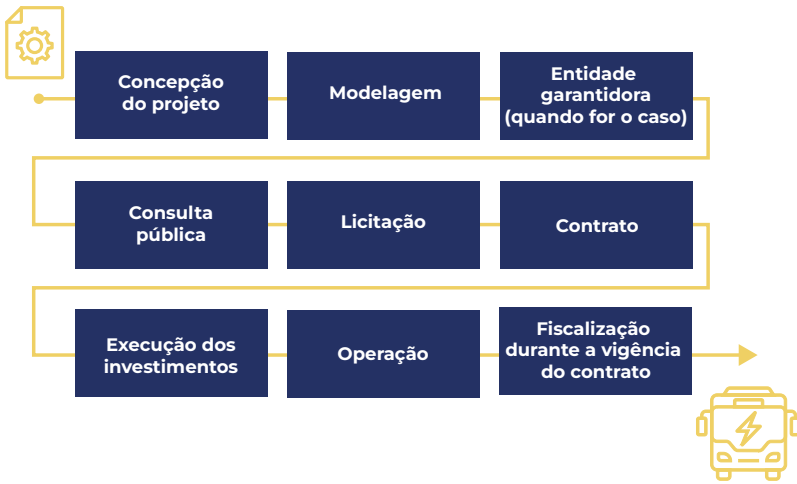 Concepção
do projeto
Modelagem
Entidade
garantidora
(quando for o caso)
Consulta
pública
Licitação
Contrato
Execução dos
investimentos
Operação
Fiscalização
durante a vigência
do contrato